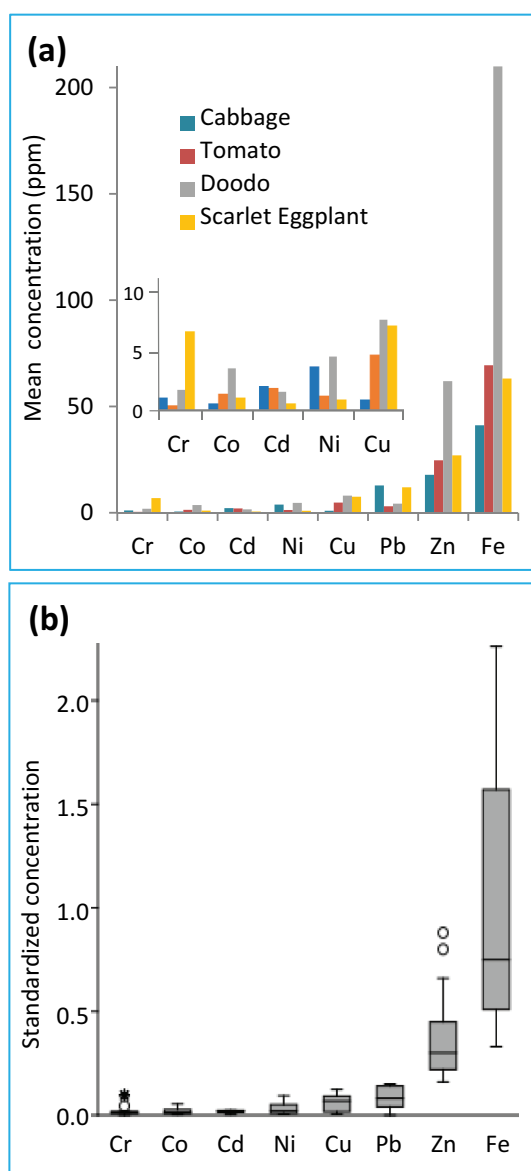 (a)
Mean concentration (ppm)
200
150
100
50
0
Cabbage
Tomato
Doodo
Scarlet Eggplant
10
5
0
Cr Co Cd Ni Cu
Cr Co Cd Ni Cu Pb Zn Fe
(b)
Standardized concentration
2.0
1.5
1.0
0.5
0.0
Cr Co Cd Ni Cu Pb Zn Fe